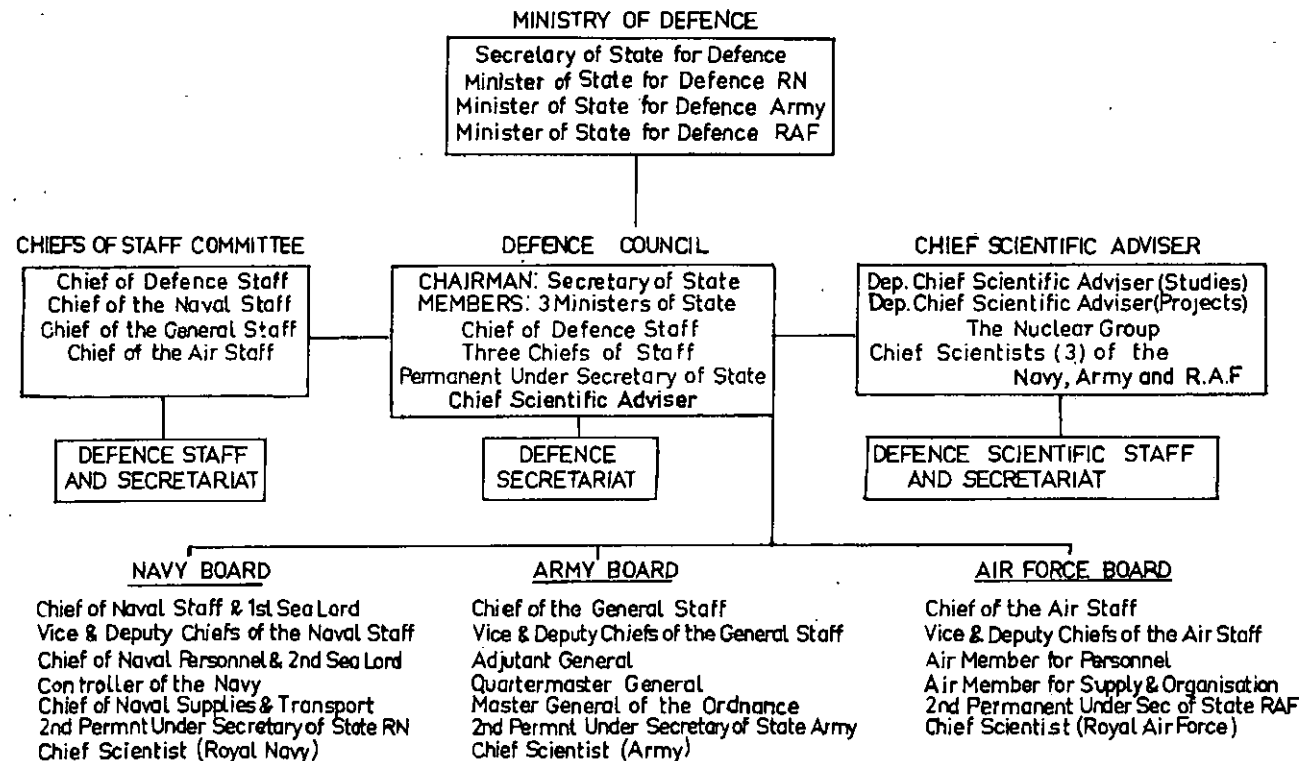 MINISTRY OF DEFENCE
Secretary of State for Defence
Minister of State for Defence RN
Minister of State for Defence Army
Minister of State for Defence RAF
CHIEFS OF STAFF COMMITTEE
Chief of Defence Staff
Chief of the Naval Staff
Chief of the General Staff
Chief of the Air Staff
DEFENCE STAFF
AND SECRETARIAT
DEFENCE COUNCIL
CHAIRMAN: Secretary of State
MEMBERS: 3 Ministers of State
Chief of Defence Staff
Three Chiefs of Staff
Permanent Under Secretary of State
Chief Scientific Adviser
DEFENCE
SECRETARIAT
CHIEF SCIENTIFIC ADVISER
Dep. Chief Scientific Adviser (Studies)
Dep. Chief Scientific Adviser (Projects)
The Nuclear Group
Chief Scientists (3) of the
Navy, Army and R.A.F
DEFENCE SCIENTIFIC STAFF
AND SECRETARIAT
NAVY BOARD
Chief of Naval Staff & 1st Sea Lord
Vice & Deputy Chiefs of the Naval Staff
Chief of Naval Personnel & 2nd Sea Lord
Controller of the Navy
Chief of Naval Supplies & Transport
2nd Permnt Under Secretary of State RN
Chief Scientist (Royal Navy)
ARMY BOARD
Chief of the General Staff
Vice & Deputy Chiefs of the General Staff
Adjutant General
Quartermaster General
Master General of the Ordnance
2nd Permnt Under Secretary of State Army
Chief Scientist (Army)
AIR FORCE BOARD
Chief of the Air Staff
Vice & Deputy Chiefs of the Air Staff
Air Member for Personnel
Air Member for Supply & Organisation
2nd Permanent Under Sec of State RAF
Chief Scientist (Royal Air Force)